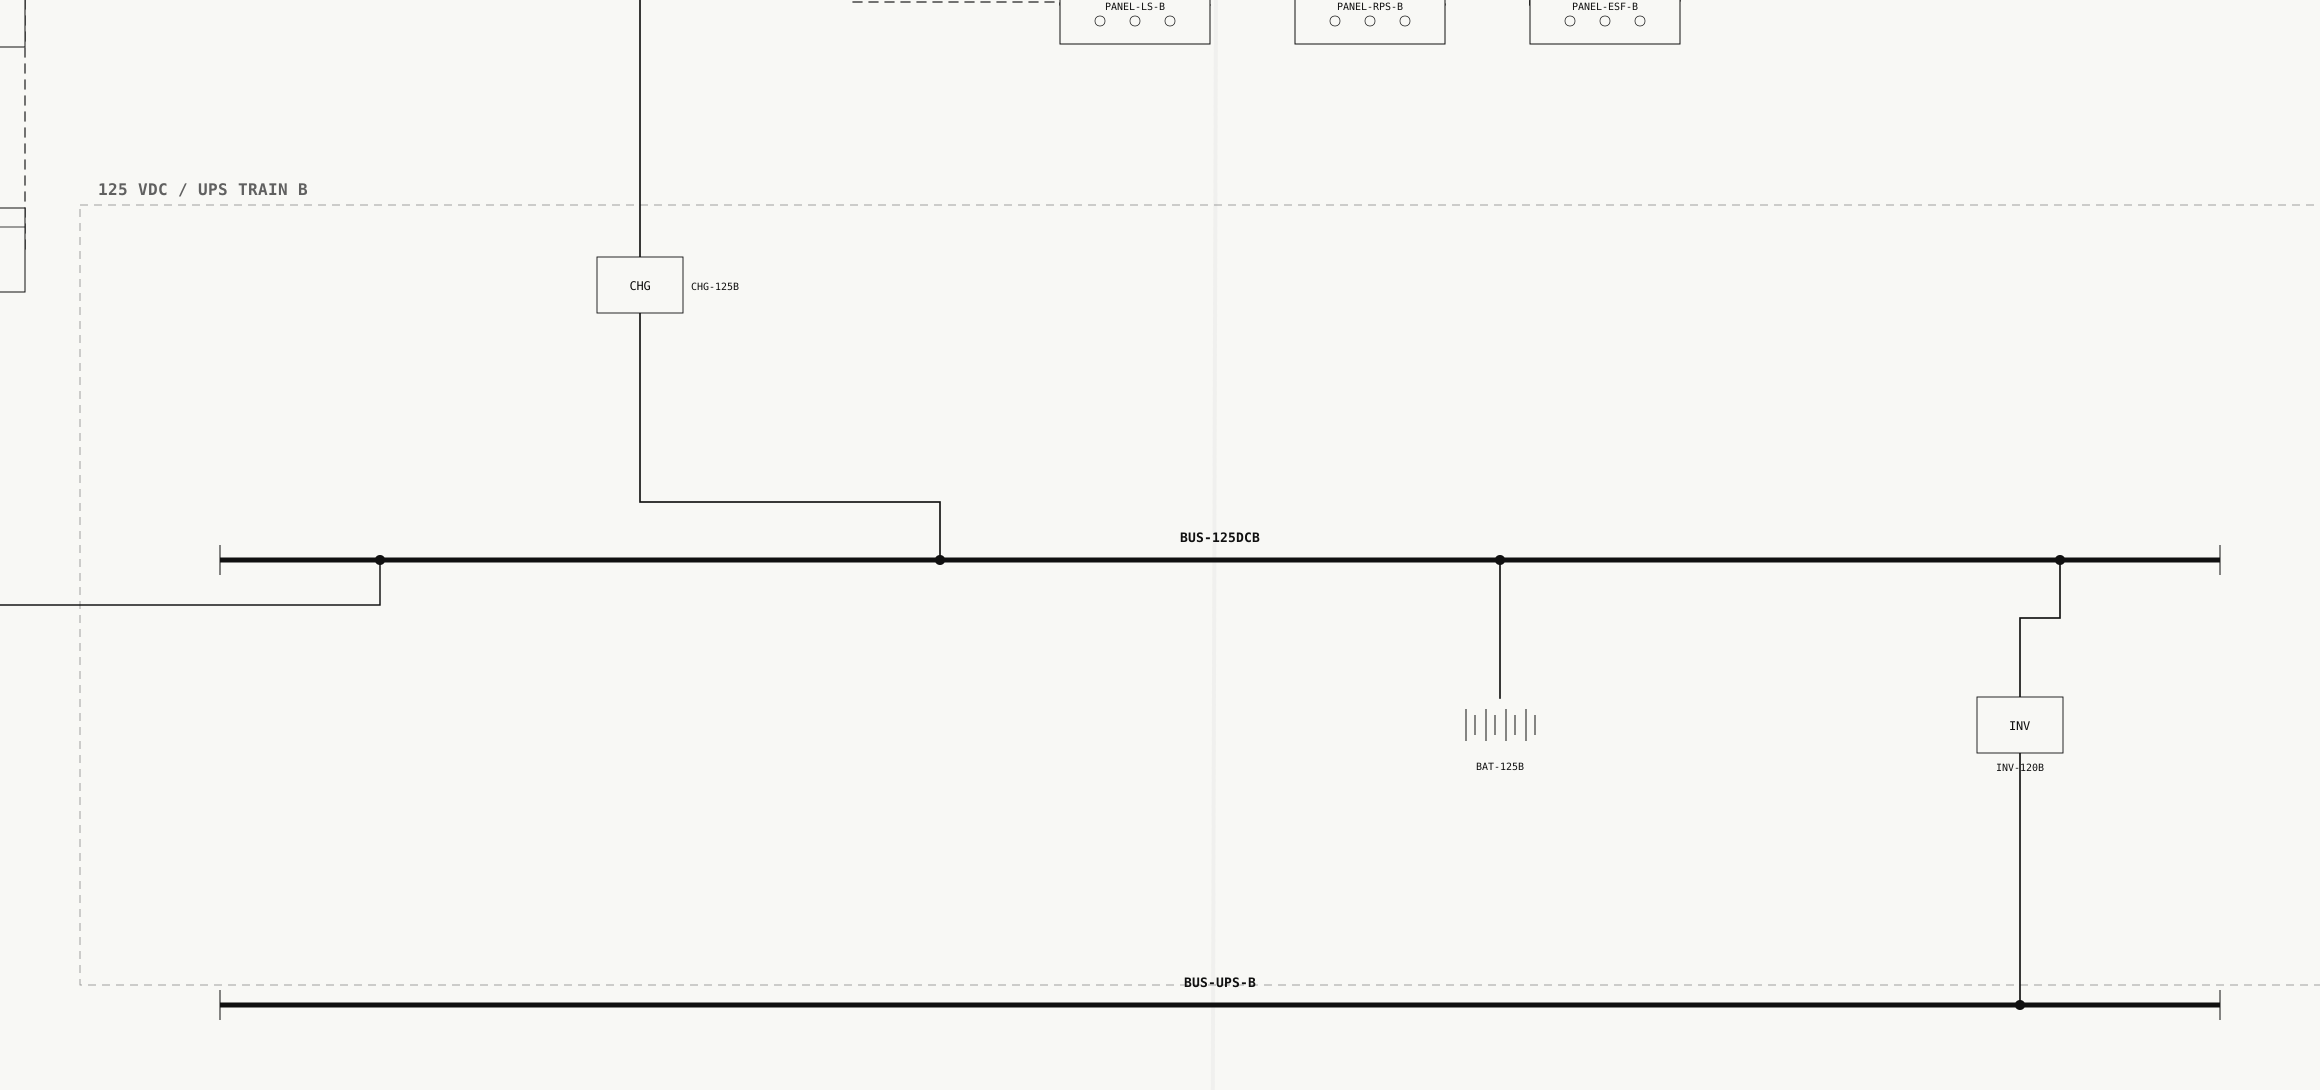 PANEL-LS-B
PANEL-RPS-B
PANEL-ESF-B
125 VDC / UPS TRAIN B
CHG
CHG-125B
BUS-125DCB
INV
BAT-125B
INV-120B
BUS-UPS-B